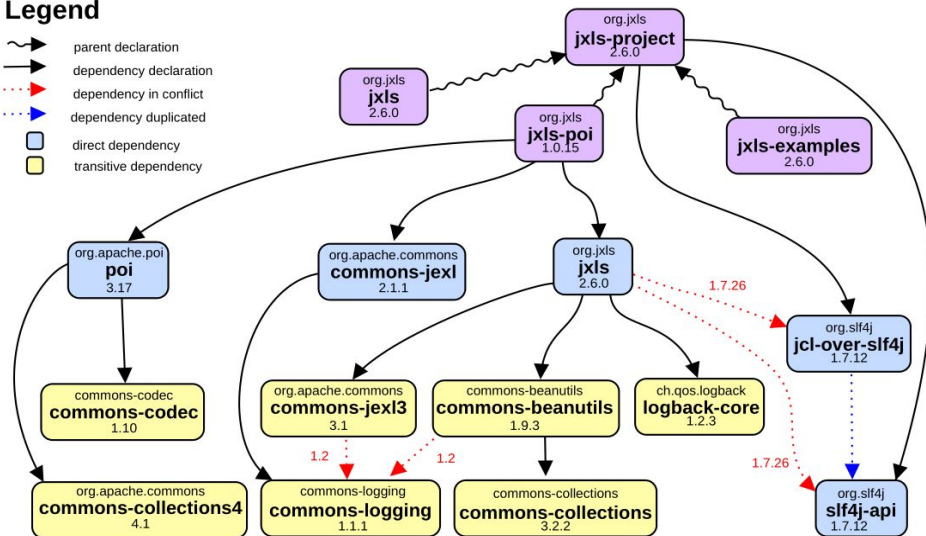 Legend
parent declaration
dependency declaration
dependency in conflict
dependency duplicated
direct dependency
transitive dependency
org.jxls
jxls-project
2.6.0
org.jxls
jxls
2.6.0
org.jxls
jxls-poi
1.0.15
org.jxls
jxls-examples
2.6.0
org.apache.poi
poi
3.17
org.apache.commons
commons-jexl
2.1.1
org.jxls
jxls
2.6.0
1.7.26
org.slf4j
jcl-over-slf4j
1.7.12
commons-codec
commons-codec
1.10
org.apache.commons
commons-jexl3
3.1
commons-beanutils
commons-beanutils
1.9.3
ch.qos.logback
logback-core
1.2.3
1.2
1.2
1.7.26
org.apache.commons
commons-collections4
4.1
commons-logging
commons-logging
1.1.1
commons-collections
commons-collections
3.2.2
org.slf4j
slf4j-api
1.7.12